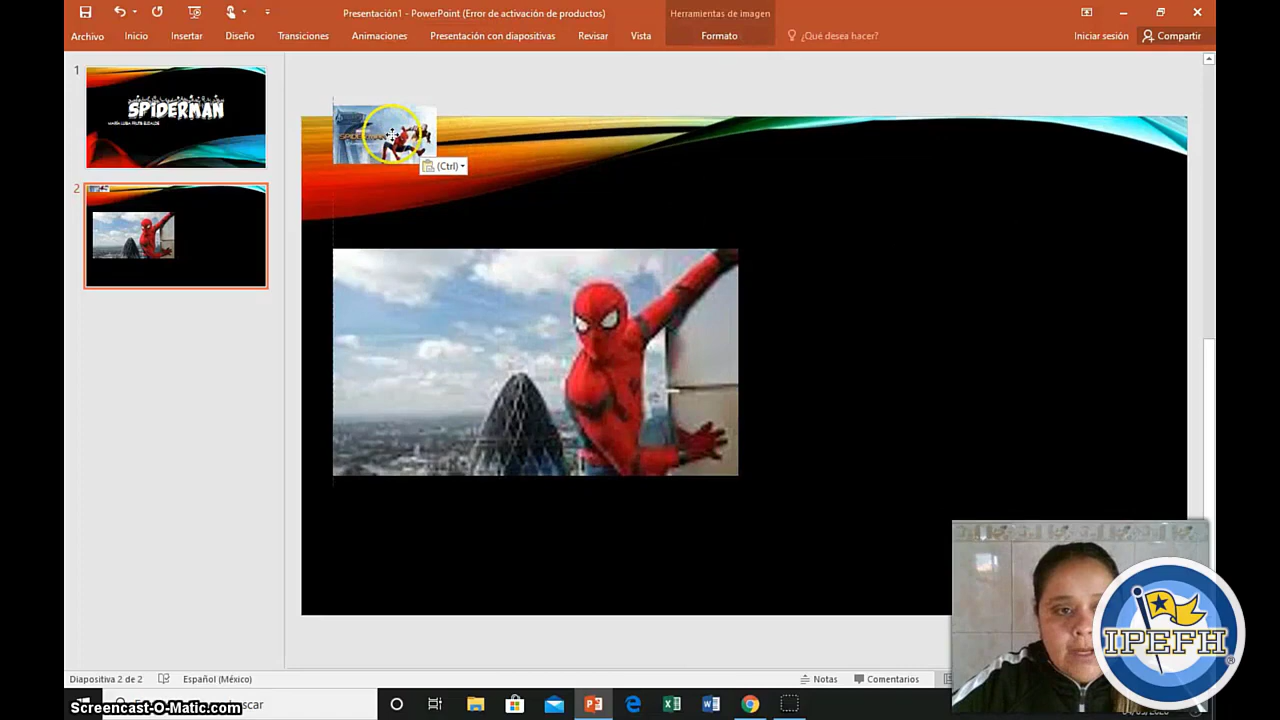 Presentación1 - PowerPoint (Error de activación de productos)
Herramientas de imagen
Archivo Inicio Insertar Diseño Transiciones Animaciones Presentación con diapositivas Revisar Vista Formato ¿Qué desea hacer? Iniciar sesión Compartir
1
SPIDERMAN
2
(Ctrl)
IPEFH
®
Diapositiva 2 de 2 Español (México) Notas Comentarios
Screencast-O-Matic.com